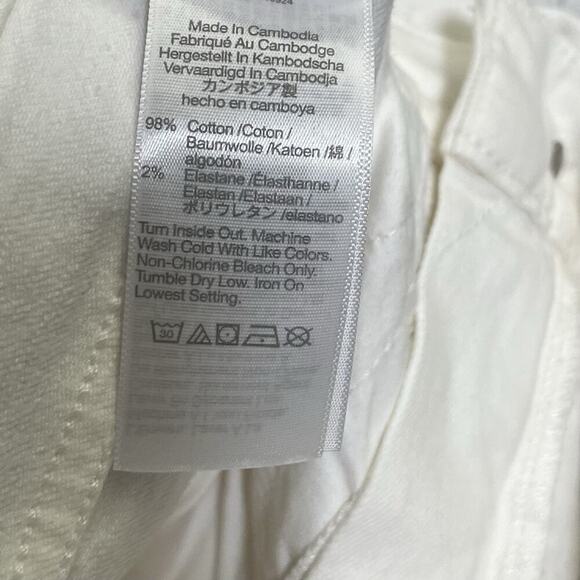 Made In Cambodia
Fabriqué Au Cambodge
Hergestellt In Kambodscha
Vervaardigd In Cambodja
カンボジア製
hecho en camboya
98% Cotton /Coton /
Baumwolle /Katoen /綿 /
algodón
2% Elastane /Élasthanne /
Elastan /Elastaan /
ポリウレタン /elastano
Turn Inside Out. Machine
Wash Cold With Like Colors.
Non-Chlorine Bleach Only.
Tumble Dry Low. Iron On
Lowest Setting.
30